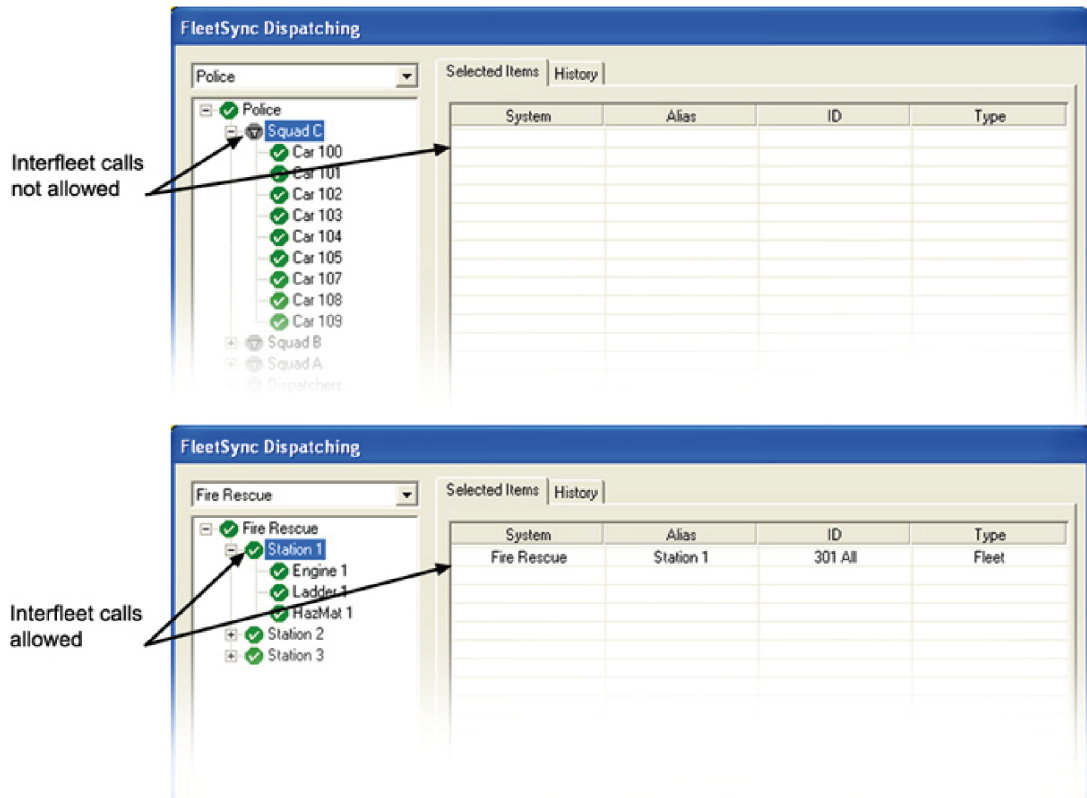 FleetSync Dispatching
Police
Selected Items History
System Alias ID Type
Police
Squad C
Car 100
Car 101
Car 102
Car 103
Car 104
Car 105
Car 107
Car 108
Car 109
Squad B
Squad A
Dispatchers
Interfleet calls
not allowed
FleetSync Dispatching
Fire Rescue
Selected Items History
System Alias ID Type
Fire Rescue Station 1 301 All Fleet
Fire Rescue
Station 1
Engine 1
Ladder 1
HazMat 1
Station 2
Station 3
Interfleet calls
allowed